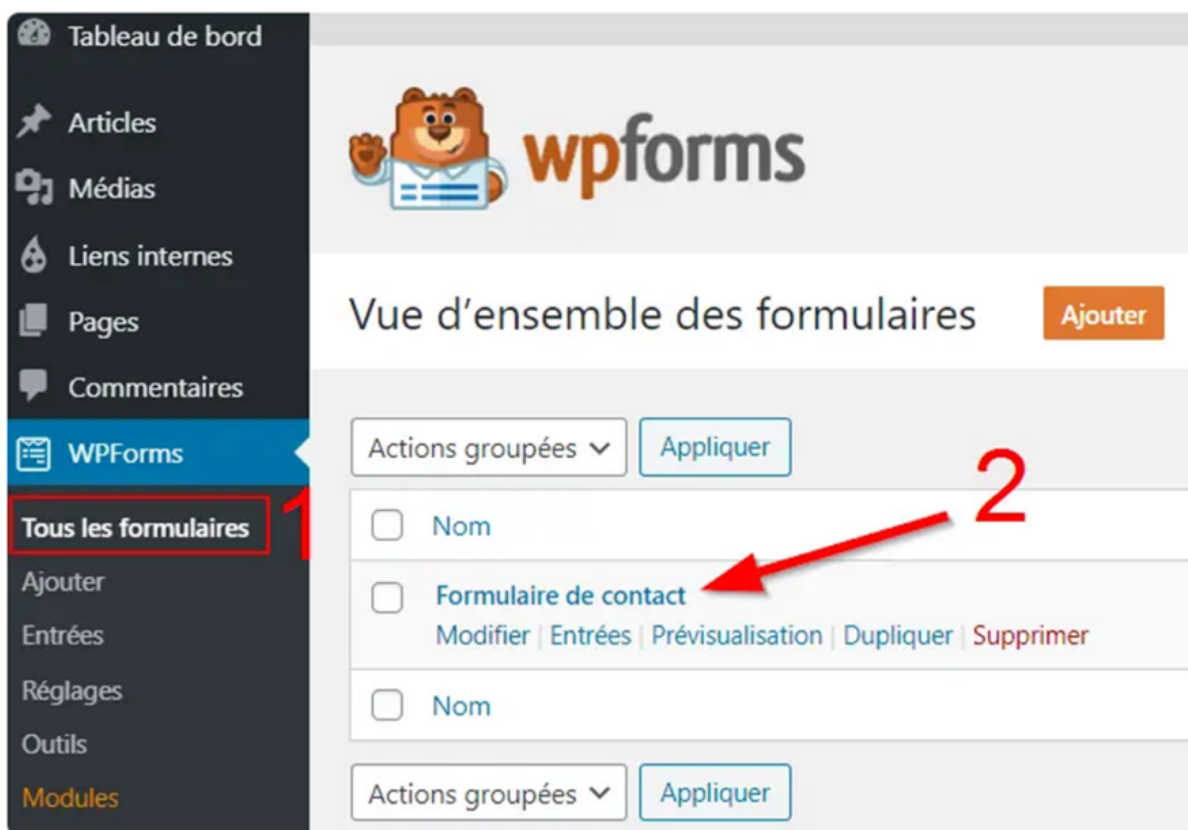 Tableau de bord
Articles
Médias
Liens internes
Pages
Commentaires
WPForms
Tous les formulaires
1
Ajouter
Entrées
Réglages
Outils
Modules
wpforms
Vue d’ensemble des formulaires
Ajouter
Actions groupées
Appliquer
2
Nom
Formulaire de contact
Modifier | Entrées | Prévisualisation | Dupliquer | Supprimer
Nom
Actions groupées
Appliquer